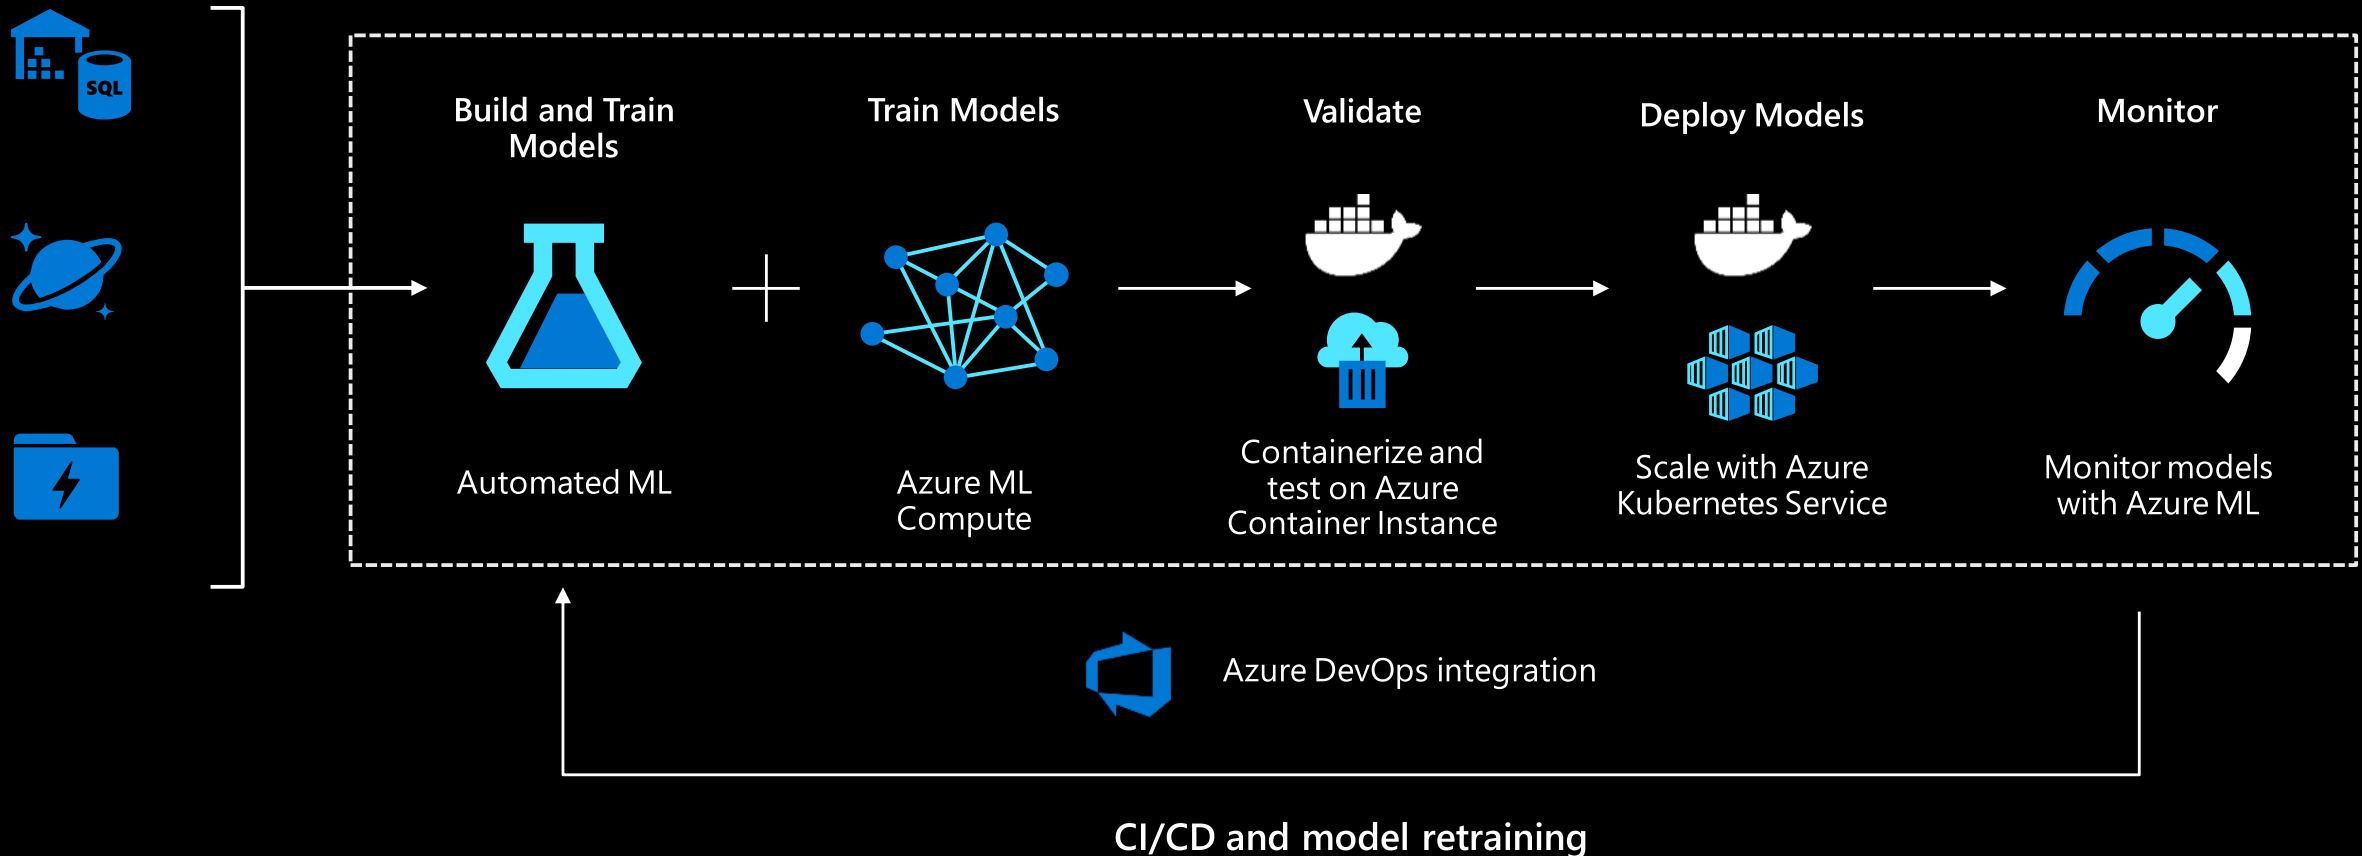 SQL
Build and Train
Models
Train Models
Validate
Deploy Models
Monitor
Automated ML
Azure ML
Compute
Containerize and
test on Azure
Container Instance
Scale with Azure
Kubernetes Service
Monitor models
with Azure ML
Azure DevOps integration
CI/CD and model retraining